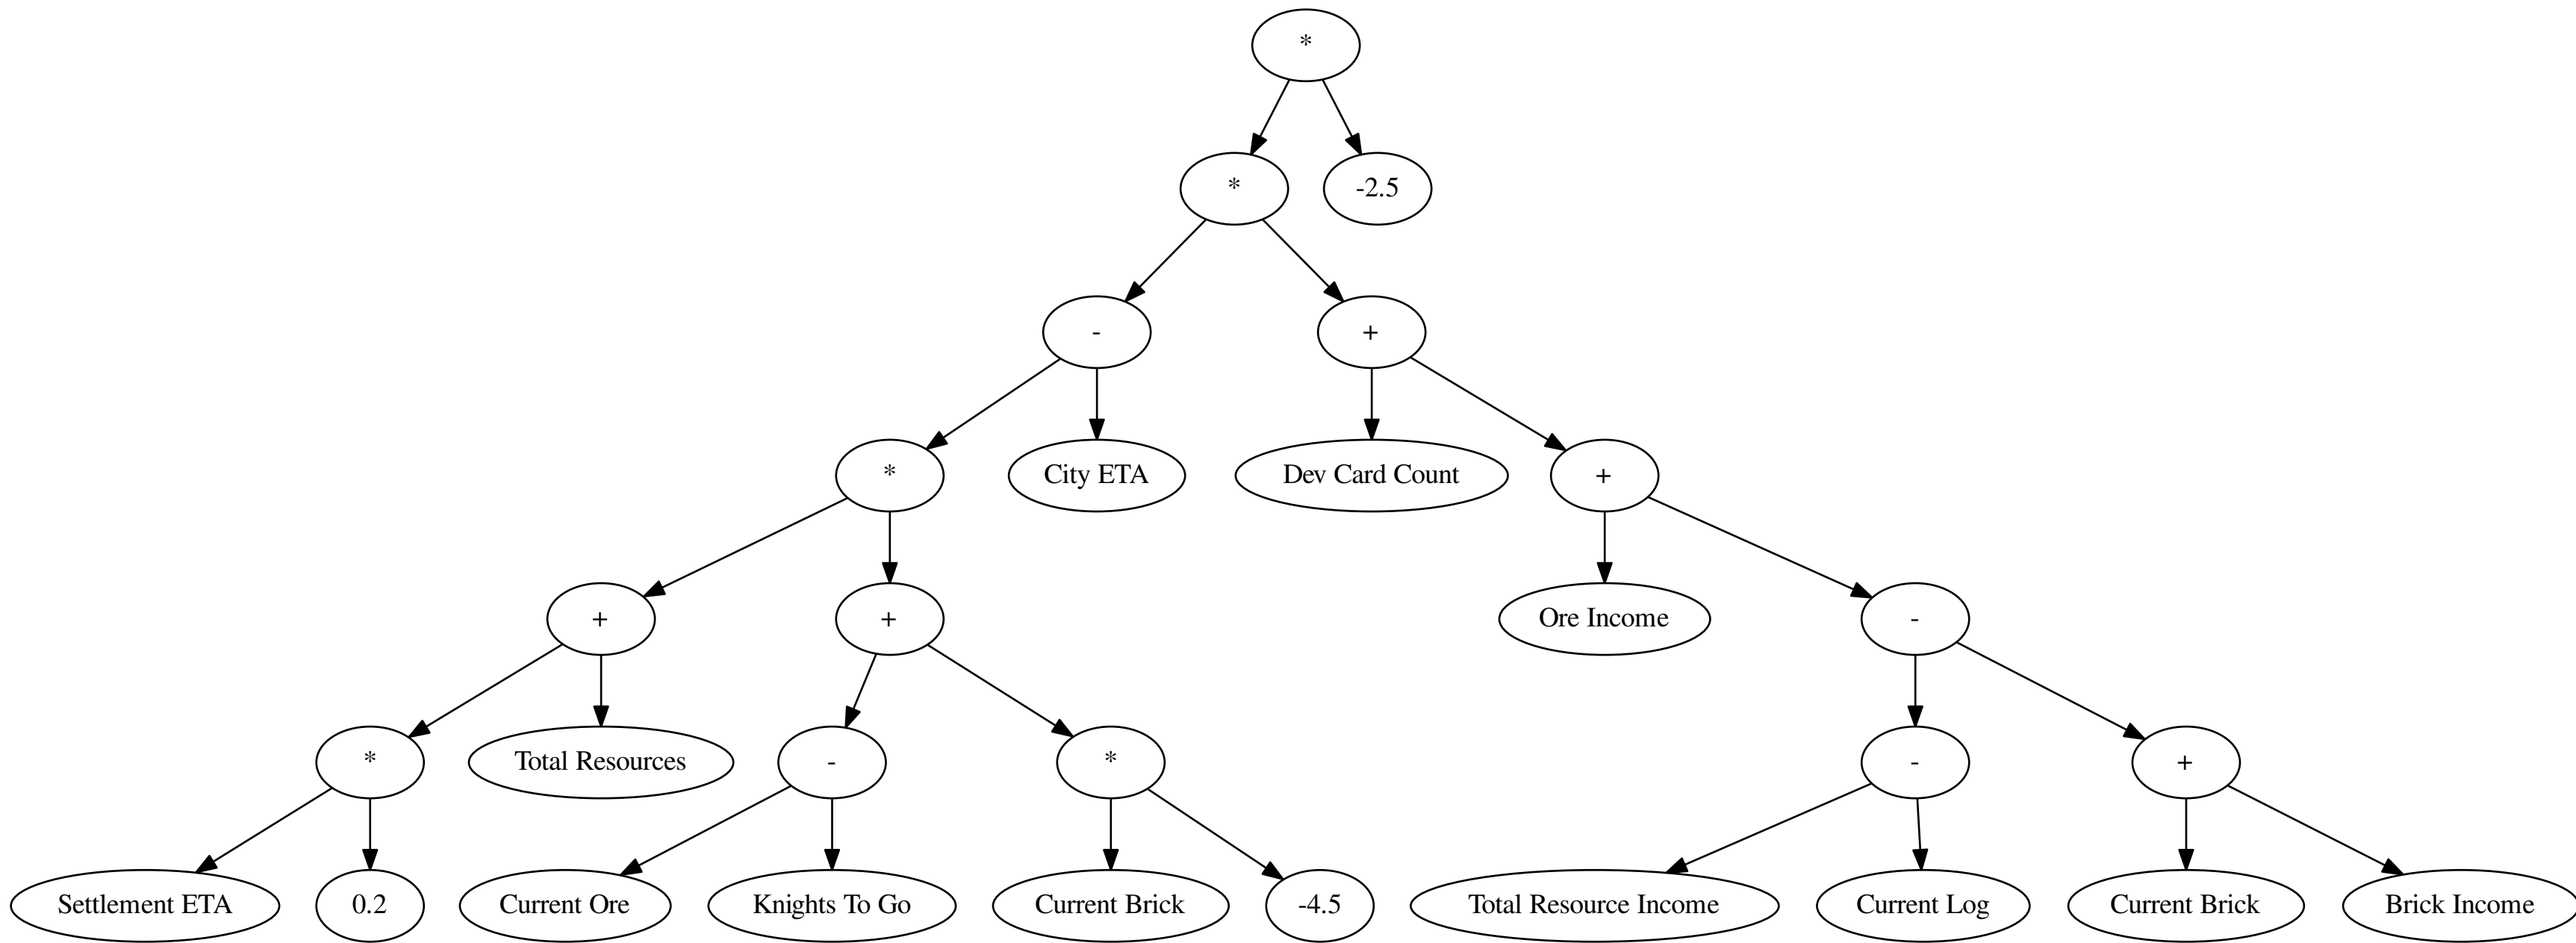 *
*
-2.5
-
+
*
City ETA
Dev Card Count
+
+
+
Ore Income
-
*
Total Resources
-
*
-
+
Settlement ETA
0.2
Current Ore
Knights To Go
Current Brick
-4.5
Total Resource Income
Current Log
Current Brick
Brick Income